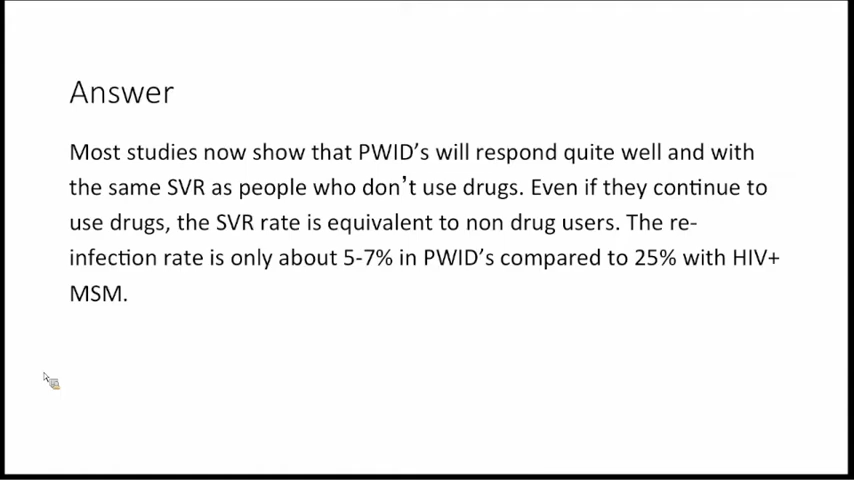 Answer
Most studies now show that PWID’s will respond quite well and with
the same SVR as people who don’t use drugs. Even if they continue to
use drugs, the SVR rate is equivalent to non drug users. The re-
infection rate is only about 5-7% in PWID’s compared to 25% with HIV+
MSM.